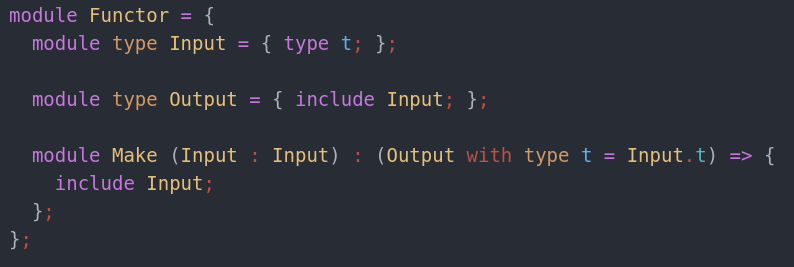 module Functor = {
  module type Input = { type t; };

  module type Output = { include Input; };

  module Make (Input : Input) : (Output with type t = Input.t) => {
    include Input;
  };
};